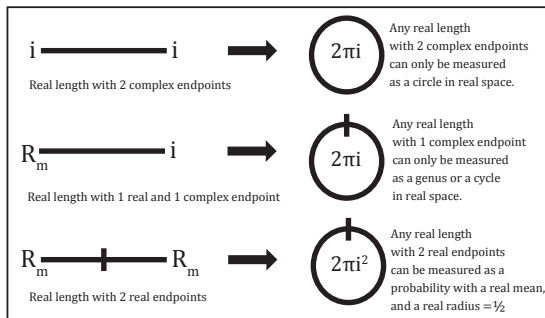 i i
2πi
Any real length
with 2 complex endpoints
can only be measured
as a circle in real space.
Real length with 2 complex endpoints
Rₘ i
2πi
Any real length
with 1 complex endpoint
can only be measured
as a genus or a cycle
in real space.
Real length with 1 real and 1 complex endpoint
Rₘ Rₘ
2πi²
Any real length
with 2 real endpoints
can be measured as a
probability with a real mean,
and a real radius =½
Real length with 2 real endpoints